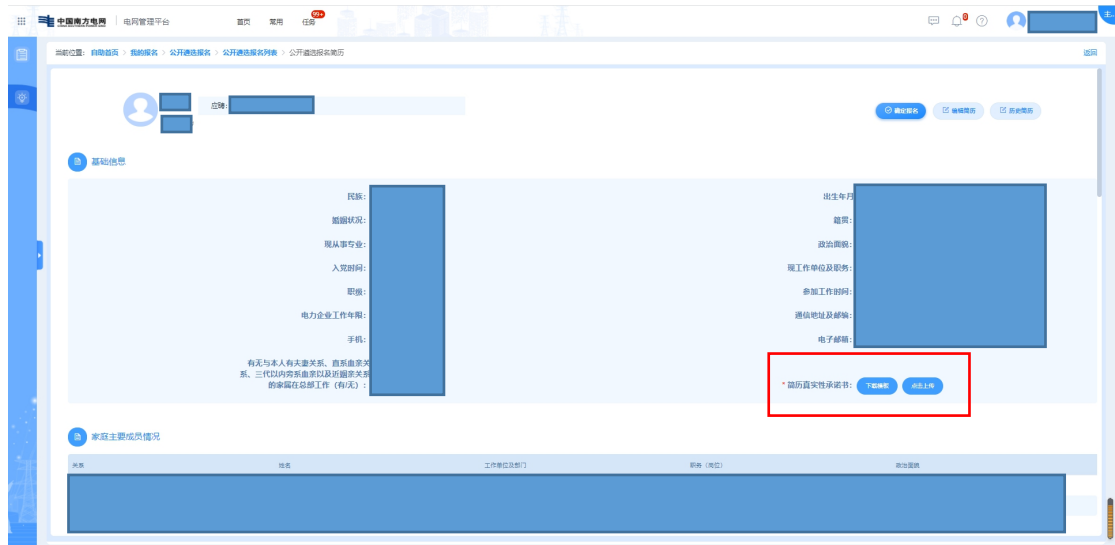 中国南方电网 电网管理平台 首页 常用 任务 99+ 0 主
当前位置: 自助首页 > 我的报名 > 公开遴选报名 > 公开遴选报名列表 > 公开遴选报名简历 返回
应聘:
确定报名 编辑简历 历史简历
基础信息
民族: 出生年月
婚姻状况: 籍贯:
现从事专业: 政治面貌:
入党时间: 现工作单位及职务:
职级: 参加工作时间:
电力企业工作年限: 通信地址及邮编:
手机: 电子邮箱:
有无与本人有夫妻关系、直系血亲关
系、三代以内旁系血亲以及近姻亲关系
的家属在总部工作(有/无): * 简历真实性承诺书: 下载模板 点击上传
家庭主要成员情况
关系 姓名 工作单位及部门 职务(岗位) 政治面貌